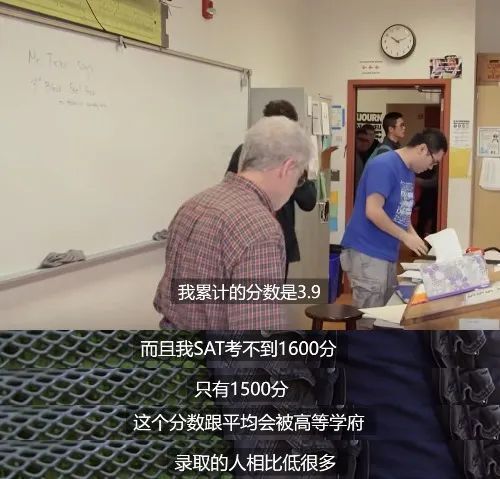 Mr
我累计的分数是3.9
而且我SAT考不到1600分
只有1500分
这个分数跟平均会被高等学府
录取的人相比低很多